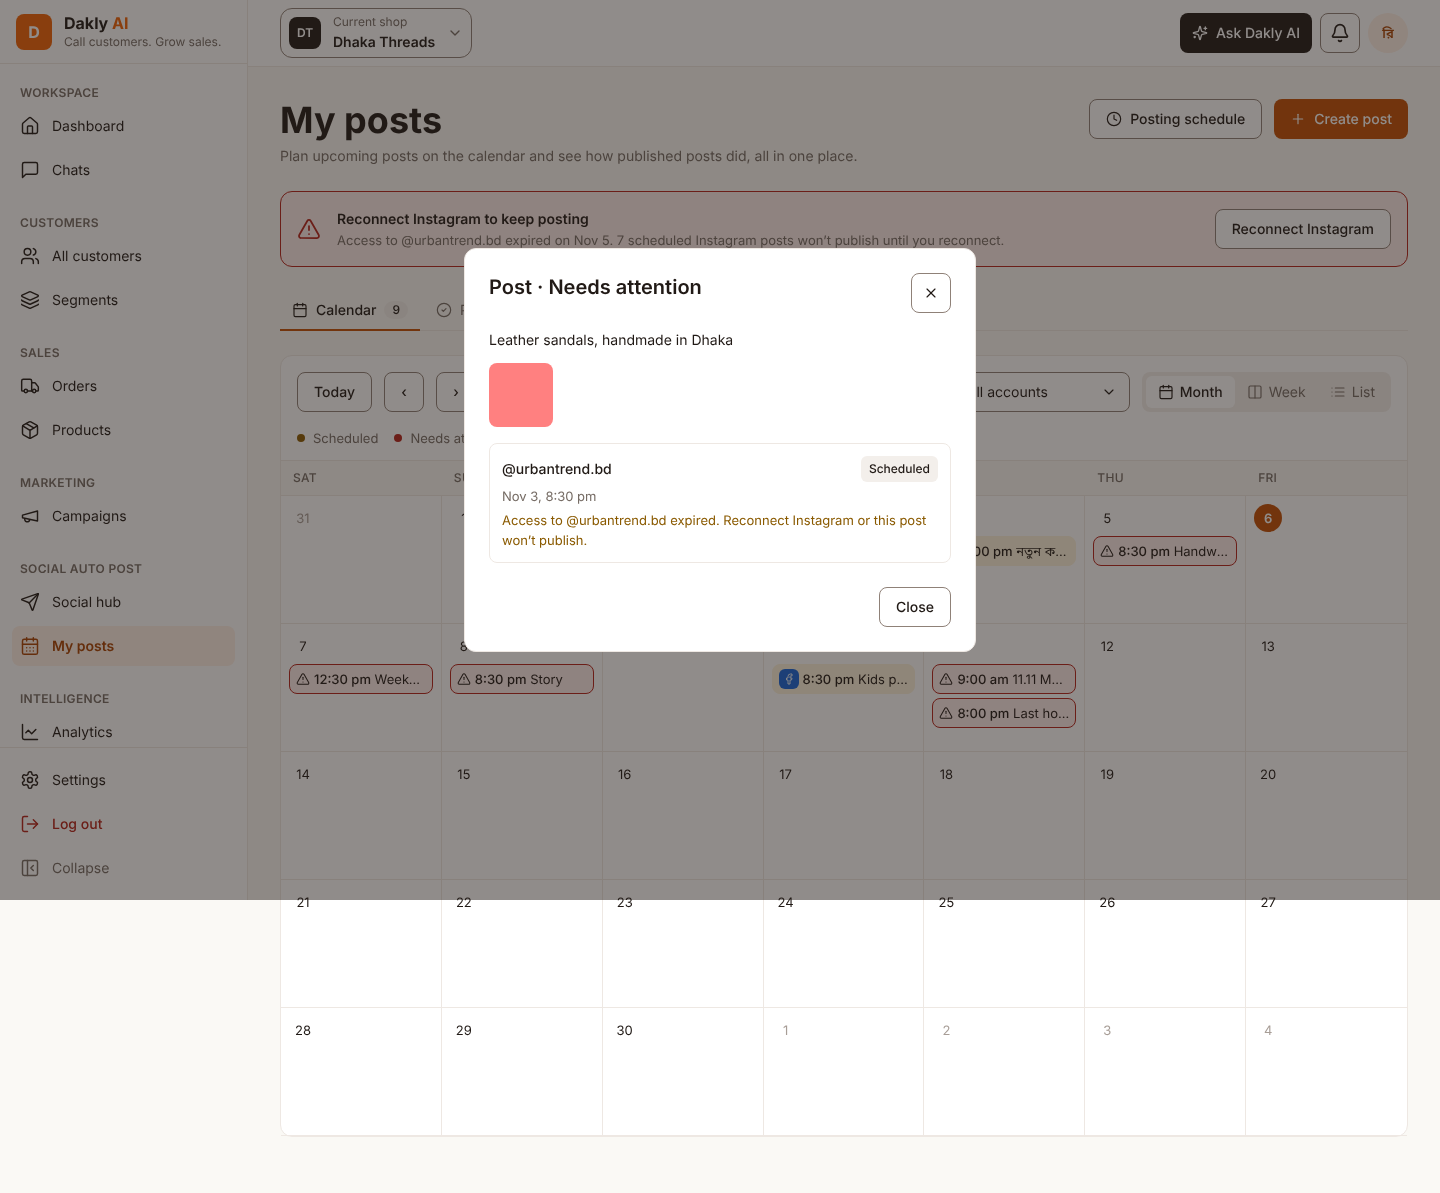 D
Dakly AI
Call customers. Grow sales.
DT
Current shop
Dhaka Threads
Ask Dakly AI
রি
WORKSPACE
Dashboard
Chats
CUSTOMERS
All customers
Segments
SALES
Orders
Products
MARKETING
Campaigns
SOCIAL AUTO POST
Social hub
My posts
INTELLIGENCE
Analytics
Settings
Log out
Collapse
My posts
Plan upcoming posts on the calendar and see how published posts did, all in one place.
Posting schedule
Create post
Reconnect Instagram to keep posting
Access to @urbantrend.bd expired on Nov 5. 7 scheduled Instagram posts won't publish until you reconnect.
Reconnect Instagram
Calendar 9
Today
‹
›
accounts
Month
Week
List
Scheduled
Needs
Post · Needs attention
Leather sandals, handmade in Dhaka
@urbantrend.bd
Scheduled
Nov 3, 8:30 pm
Access to @urbantrend.bd expired. Reconnect Instagram or this post
won't publish.
Close
SAT
THU
FRI
31
5
6
pm নতুন ক...
8:30 pm Handw...
7
12
13
12:30 pm Week...
8:30 pm Story
8:30 pm Kids p...
9:00 am 11.11 M...
8:00 pm Last ho...
14 15 16 17 18 19 20
21 22 23 24 25 26 27
28 29 30 1 2 3 4